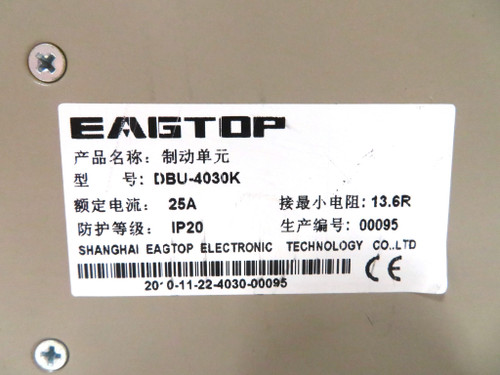 EAGTOP
产品名称: 制动单元
型 号: DBU-4030K
额定电流: 25A 接最小电阻: 13.6R
防护等级: IP20 生产编号: 00095
SHANGHAI EAGTOP ELECTRONIC TECHNOLOGY CO.,LTD
2010-11-22-4030-00095 CE